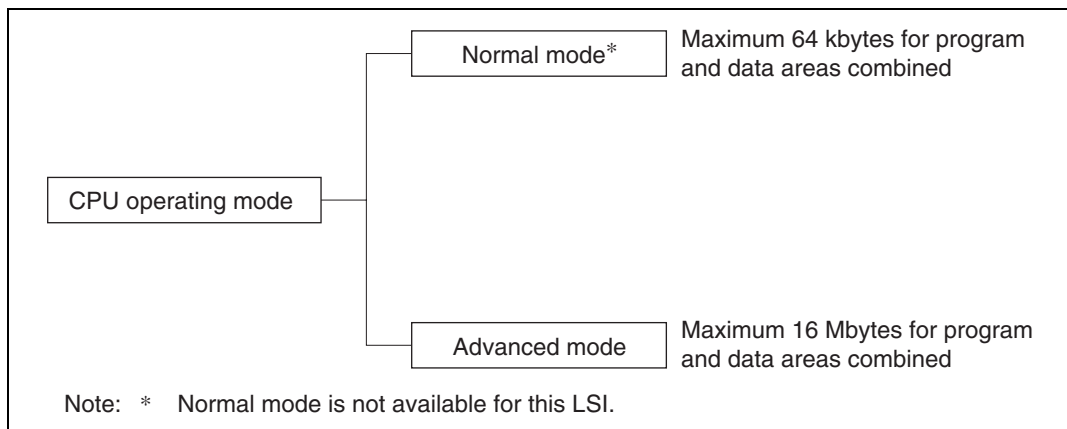 Normal mode*
Maximum 64 kbytes for program
and data areas combined
CPU operating mode
Advanced mode
Maximum 16 Mbytes for program
and data areas combined
Note: * Normal mode is not available for this LSI.